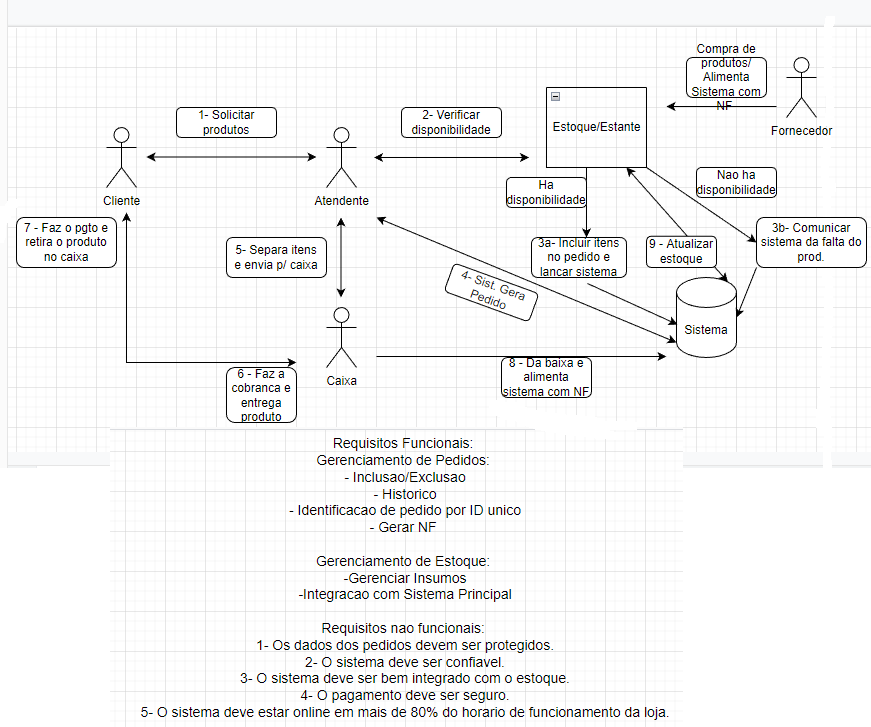 Compra de
produtos/
Alimenta
Sistema com
NF
Fornecedor
1- Solicitar
produtos
2- Verificar
disponibilidade
Estoque/Estante
Cliente
Atendente
Ha
disponibilidade
Nao ha
disponibilidade
7 - Faz o pgto e
retira o produto
no caixa
5- Separa itens
e envia p/ caixa
3a- Incluir itens
no pedido e
lancar sistema
9 - Atualizar
estoque
3b- Comunicar
sistema da falta do
prod.
4- Sist. Gera
Pedido
Sistema
Caixa
6 - Faz a
cobranca e
entrega
produto
8 - Da baixa e
alimenta
sistema com NF
Requisitos Funcionais:
Gerenciamento de Pedidos:
- Inclusao/Exclusao
- Historico
- Identificacao de pedido por ID unico
- Gerar NF
Gerenciamento de Estoque:
-Gerenciar Insumos
-Integracao com Sistema Principal
Requisitos nao funcionais:
1- Os dados dos pedidos devem ser protegidos.
2- O sistema deve ser confiavel.
3- O sistema deve ser bem integrado com o estoque.
4- O pagamento deve ser seguro.
5- O sistema deve estar online em mais de 80% do horario de funcionamento da loja.